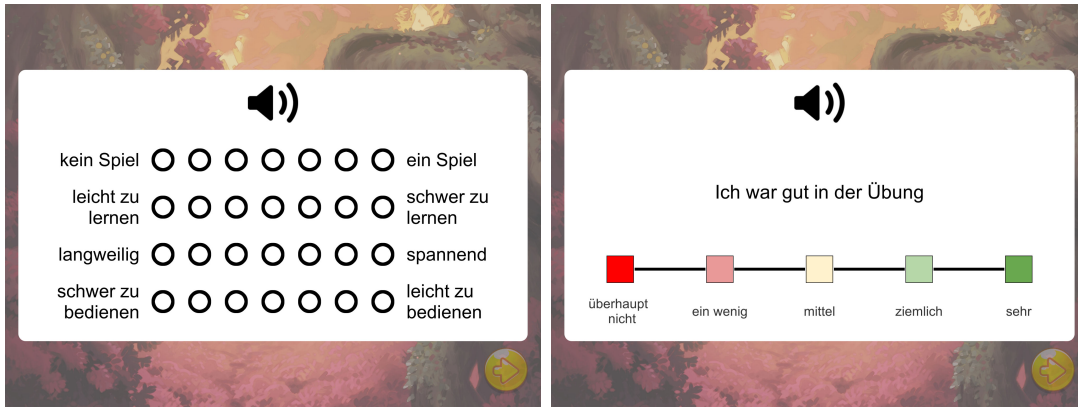 kein Spiel ein Spiel
leicht zu
lernen
schwer zu
lernen
langweilig spannend
schwer zu
bedienen
leicht zu
bedienen
Ich war gut in der Übung
überhaupt
nicht
ein wenig
mittel
ziemlich
sehr